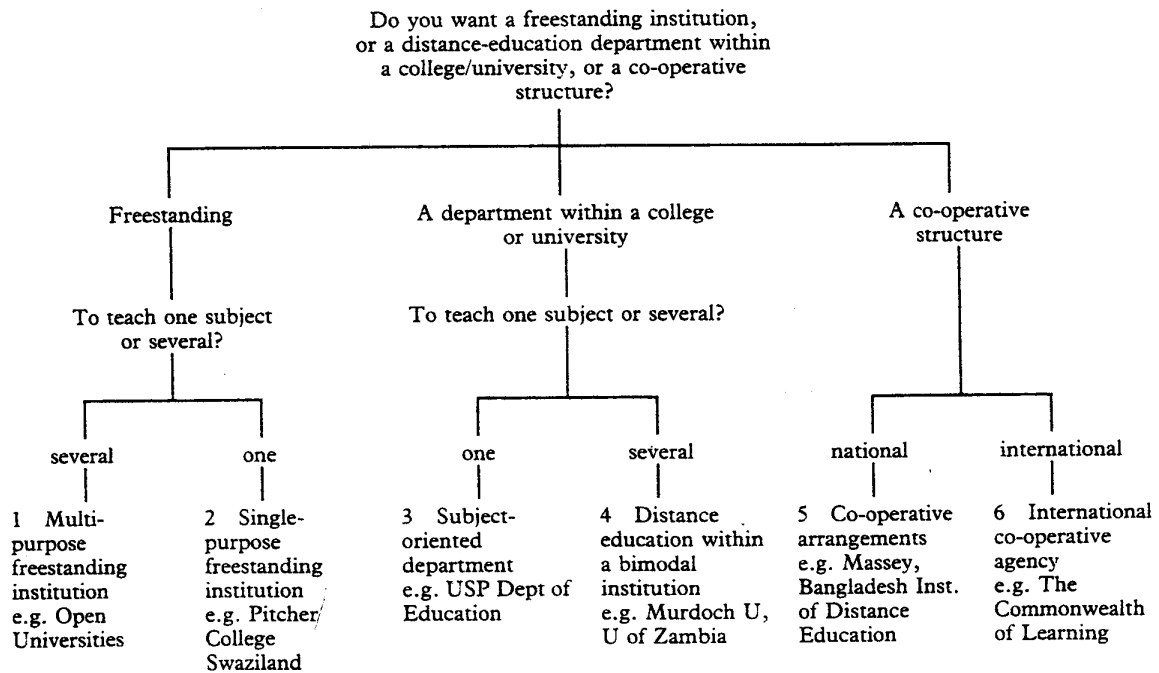 Do you want a freestanding institution,
or a distance-education department within
a college/university, or a co-operative
structure?
Freestanding
A department within a college
or university
A co-operative
structure
To teach one subject
or several?
To teach one subject or several?
several
one
one
several
national
international
1 Multi-
purpose
freestanding
institution
e.g. Open
Universities
2 Single-
purpose
freestanding
institution
e.g. Pitcher/
College
Swaziland
3 Subject-
oriented
department
e.g. USP Dept of
Education
4 Distance
education within
a bimodal
institution
e.g. Murdoch U,
U of Zambia
5 Co-operative
arrangements
e.g. Massey,
Bangladesh Inst.
of Distance
Education
6 International
co-operative
agency
e.g. The
Commonwealth
of Learning